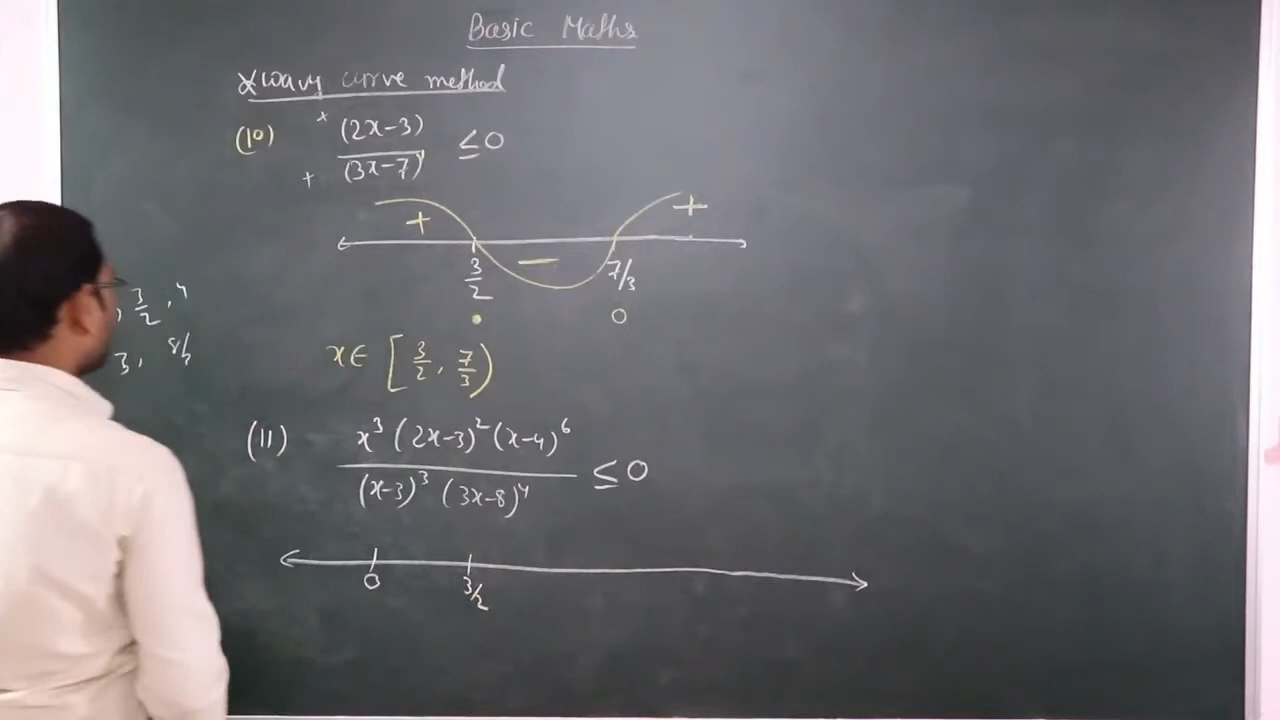 Basic Maths
wavy curve method
(10) (2x-3)
(3x-7) ≤0
+ − +
3/2 7/3
, 3/2, 4
3, 8/3
x∈ [3/2, 7/3)
(11) x³(2x-3)²(x-4)⁶
(x-3)³ (3x-8)⁴ ≤0
0 3/2